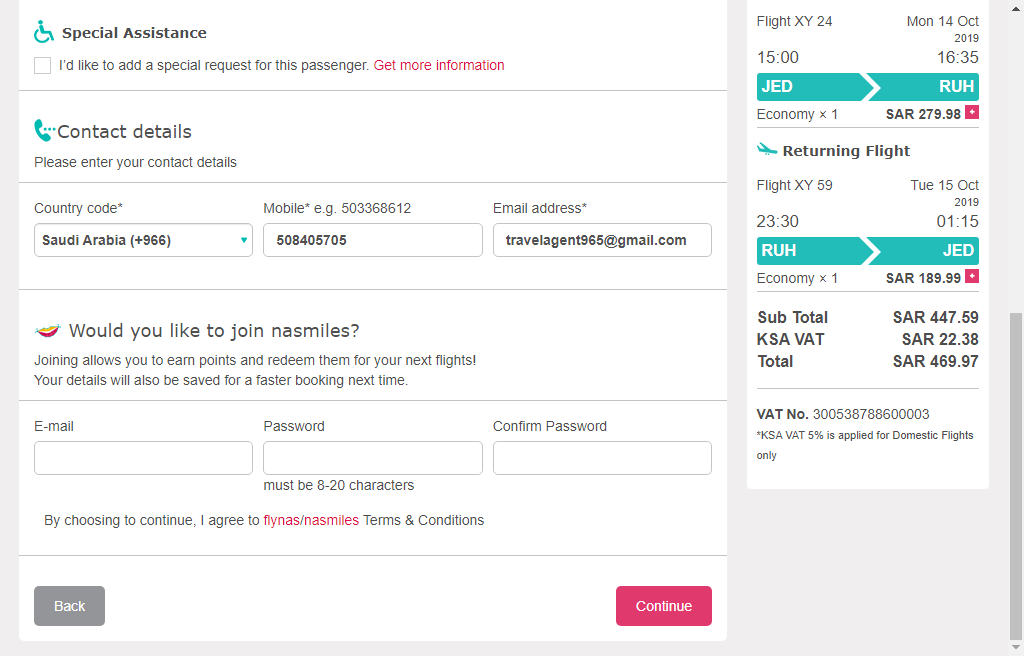 Special Assistance
I'd like to add a special request for this passenger. Get more information
Contact details
Please enter your contact details
Country code*
Mobile* e.g. 503368612
Email address*
Saudi Arabia (+966)
508405705
travelagent965@gmail.com
Would you like to join nasmiles?
Joining allows you to earn points and redeem them for your next flights!
Your details will also be saved for a faster booking next time.
E-mail
Password
Confirm Password
must be 8-20 characters
By choosing to continue, I agree to flynas/nasmiles Terms & Conditions
Back
Continue
Flight XY 24
Mon 14 Oct
2019
15:00
16:35
JED
RUH
Economy × 1
SAR 279.98 +
Returning Flight
Flight XY 59
Tue 15 Oct
2019
23:30
01:15
RUH
JED
Economy × 1
SAR 189.99 +
Sub Total
SAR 447.59
KSA VAT
SAR 22.38
Total
SAR 469.97
VAT No. 300538788600003
*KSA VAT 5% is applied for Domestic Flights
only